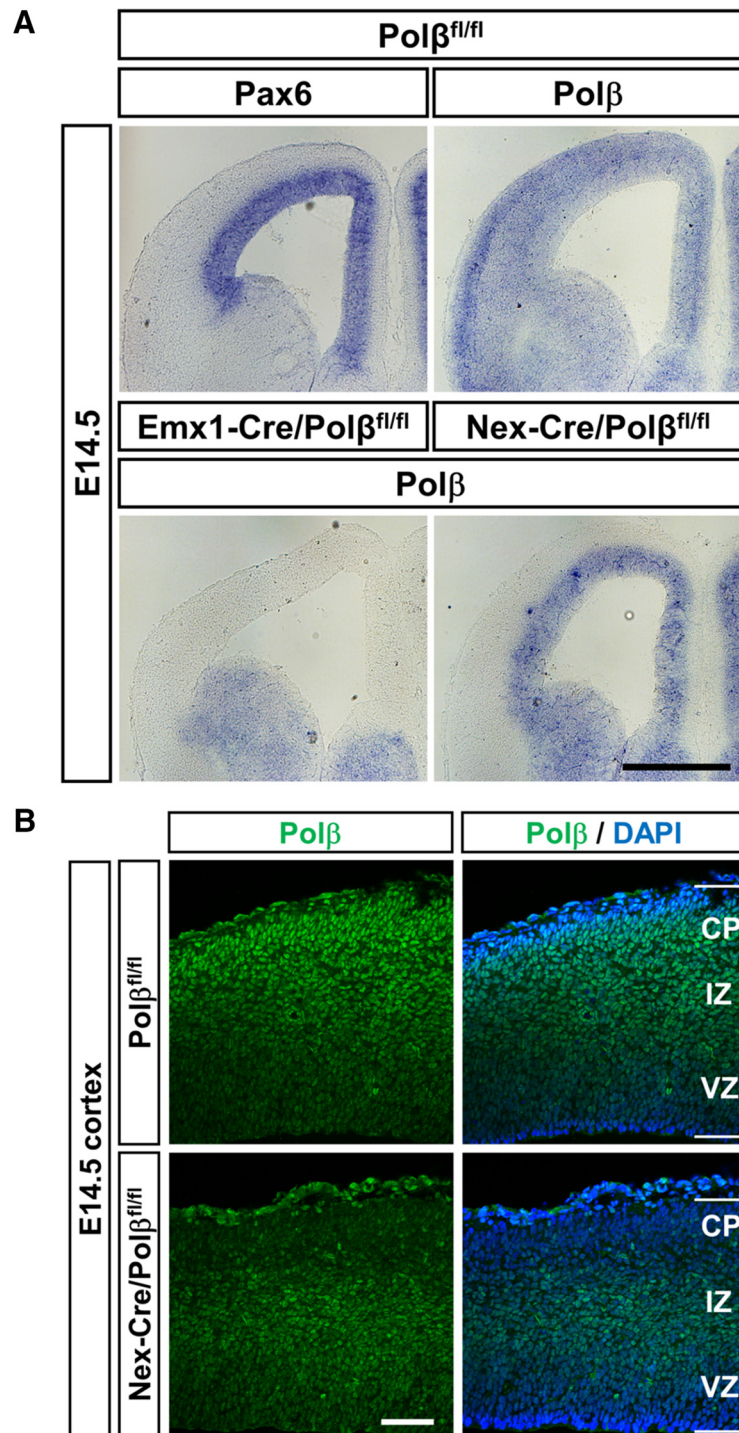 A
Polβfl/fl
Pax6
Polβ
E14.5
Emx1-Cre/Polβfl/fl
Nex-Cre/Polβfl/fl
Polβ
B
Polβ
Polβ / DAPI
E14.5 cortex
Polβfl/fl
CP
IZ
VZ
Nex-Cre/Polβfl/fl
CP
IZ
VZ